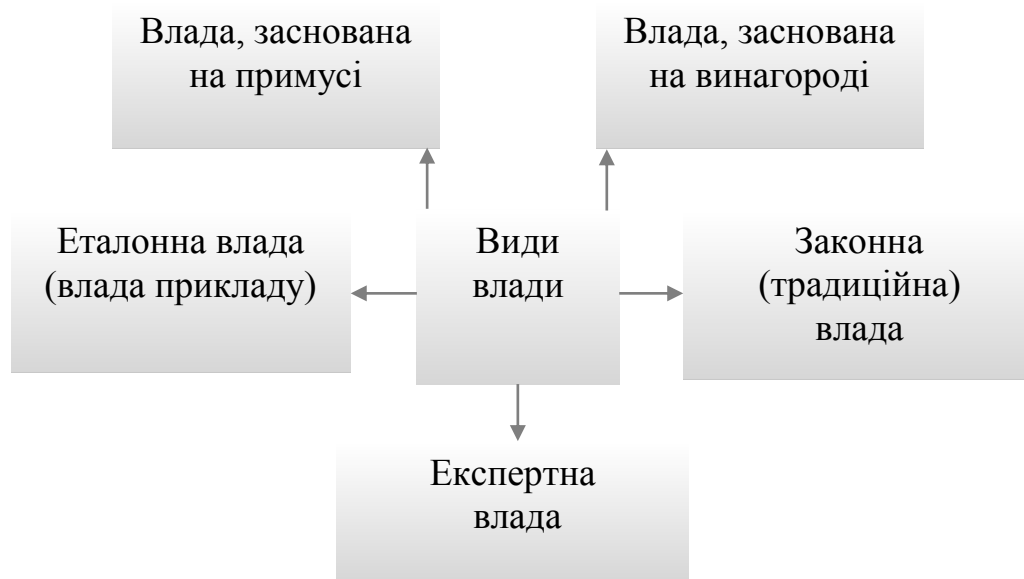 Влада, заснована
на примусі
Влада, заснована
на винагороді
Еталонна влада
(влада прикладу)
Види
влади
Законна
(традиційна)
влада
Експертна
влада